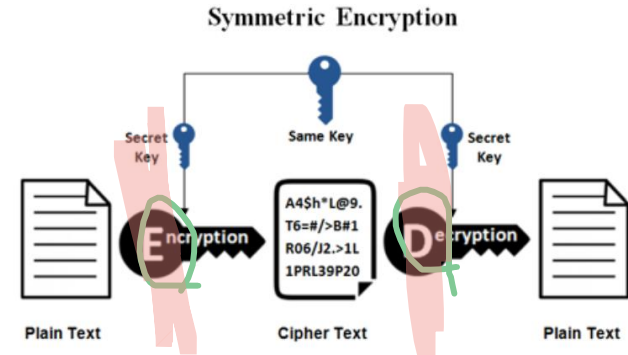 Symmetric Encryption
Secret
Key
Same Key
Secret
Key
Encryption
A4$h*L@9.
T6=#/>B#1
R06/J2.>1L
1PRL39P20
Decryption
Plain Text
Cipher Text
Plain Text